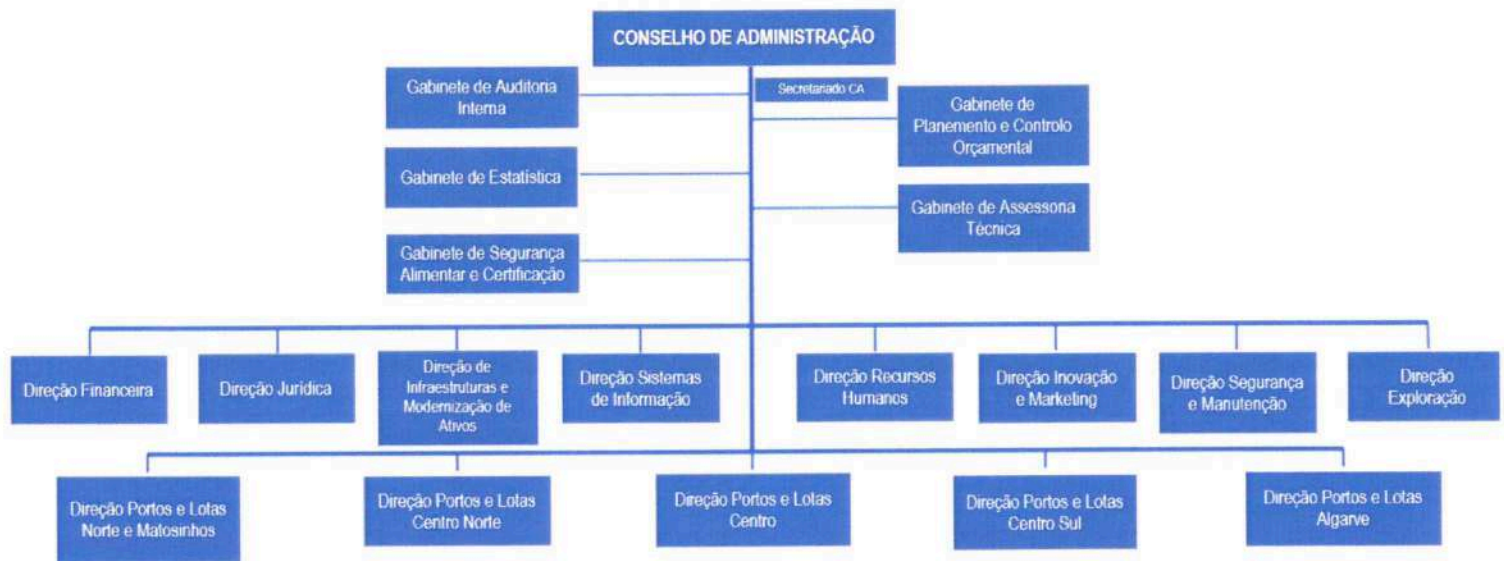 CONSELHO DE ADMINISTRAÇÃO
Gabinete de Auditoria
Interna
Secretariado CA
Gabinete de
Planemento e Controlo
Orçamental
Gabinete de Estatística
Gabinete de Assessoria
Técnica
Gabinete de Segurança
Alimentar e Certificação
Direção Financeira
Direção Jurídica
Direção de
Infraestruturas e
Modernização de
Ativos
Direção Sistemas
de Informação
Direção Recursos
Humanos
Direção Inovação
e Marketing
Direção Segurança
e Manutenção
Direção
Exploração
Direção Portos e Lotas
Norte e Matosinhos
Direção Portos e Lotas
Centro Norte
Direção Portos e Lotas
Centro
Direção Portos e Lotas
Centro Sul
Direção Portos e Lotas
Algarve